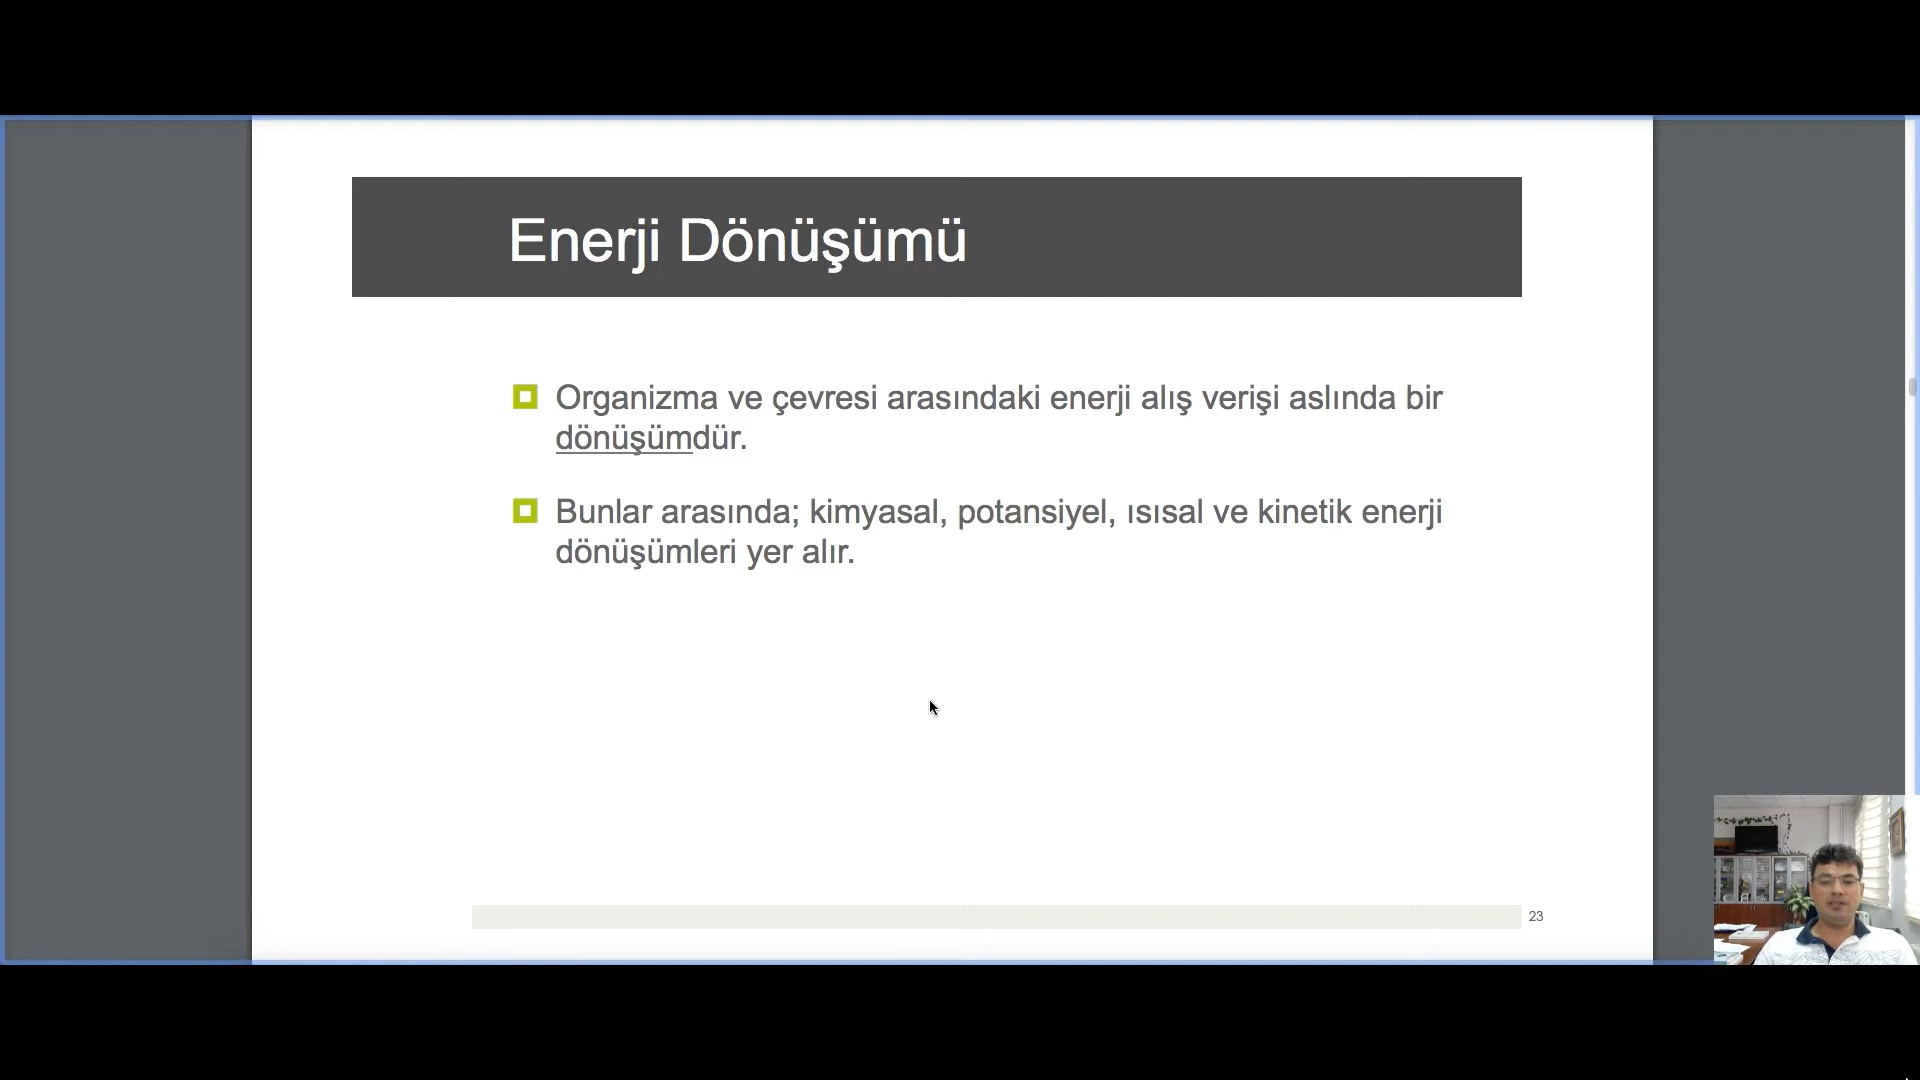 Enerji Dönüşümü
Organizma ve çevresi arasındaki enerji alış verişi aslında bir
dönüşümdür.
Bunlar arasında; kimyasal, potansiyel, ısısal ve kinetik enerji
dönüşümleri yer alır.
23